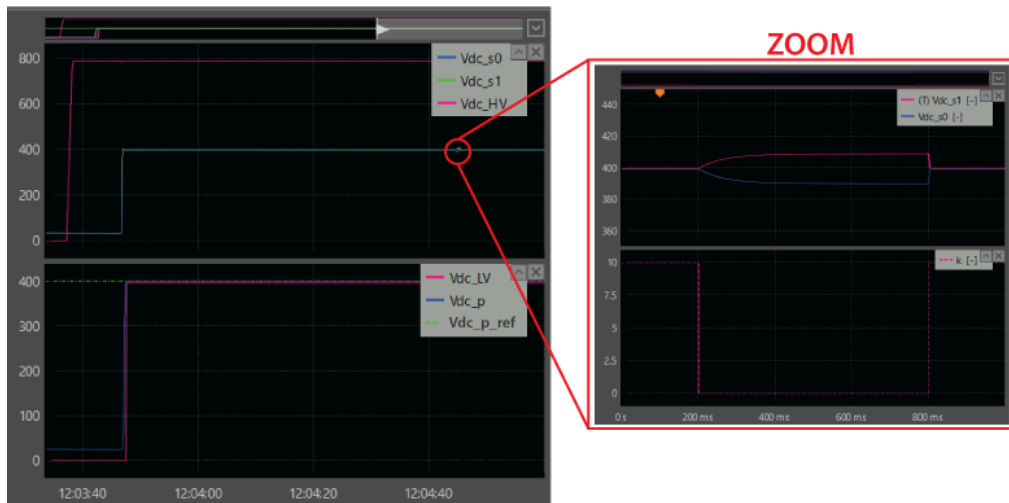 ZOOM
800
600
400
200
0
Vdc_s0
Vdc_s1
Vdc_HV
400
300
200
100
0
Vdc_LV
Vdc_p
Vdc_p_ref
12:03:40 12:04:00 12:04:20 12:04:40
440
420
400
380
360
(T) Vdc_s1 [-]
Vdc_s0 [-]
10
7.5
5
2.5
0
k [-]
0 s 200 ms 400 ms 600 ms 800 ms